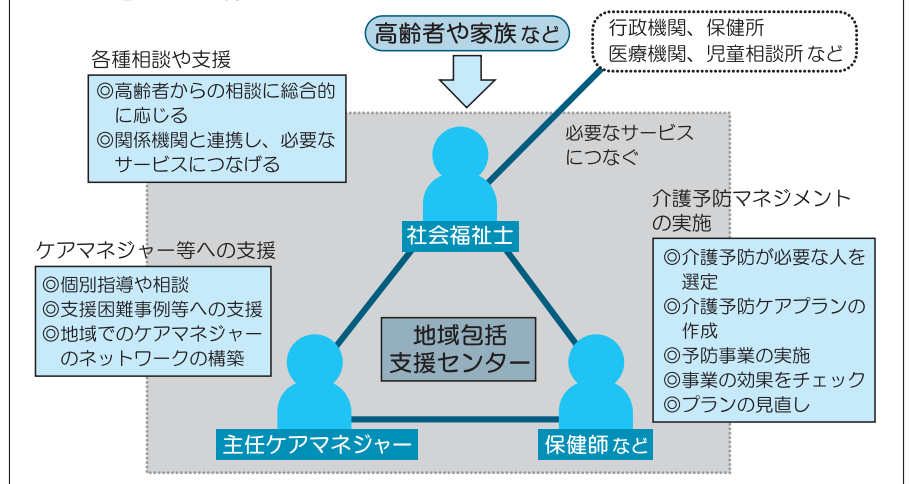 高齢者や家族など
行政機関、保健所
医療機関、児童相談所など
各種相談や支援
◎高齢者からの相談に総合的
に応じる
◎関係機関と連携し、必要な
サービスにつなげる
必要なサービス
につなぐ
社会福祉士
介護予防マネジメント
の実施
◎介護予防が必要な人を
選定
◎介護予防ケアプランの
作成
◎予防事業の実施
◎事業の効果をチェック
◎プランの見直し
ケアマネジャー等への支援
◎個別指導や相談
◎支援困難事例等への支援
◎地域でのケアマネジャー
のネットワークの構築
地域包括
支援センター
主任ケアマネジャー
保健師など